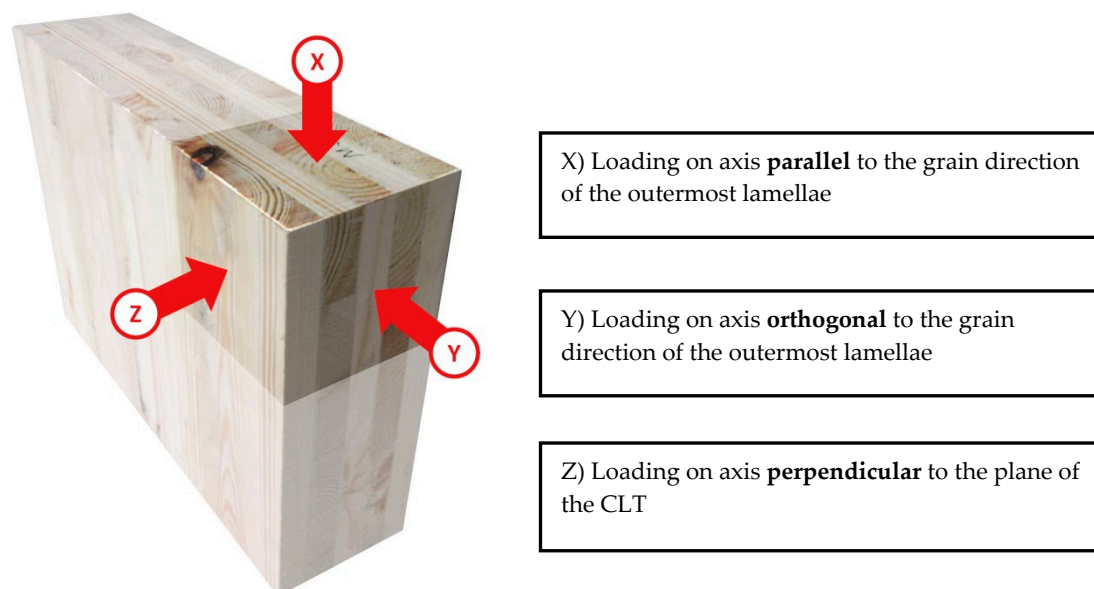 X
Z
Y
X) Loading on axis parallel to the grain direction
of the outermost lamellae
Y) Loading on axis orthogonal to the grain
direction of the outermost lamellae
Z) Loading on axis perpendicular to the plane of
the CLT